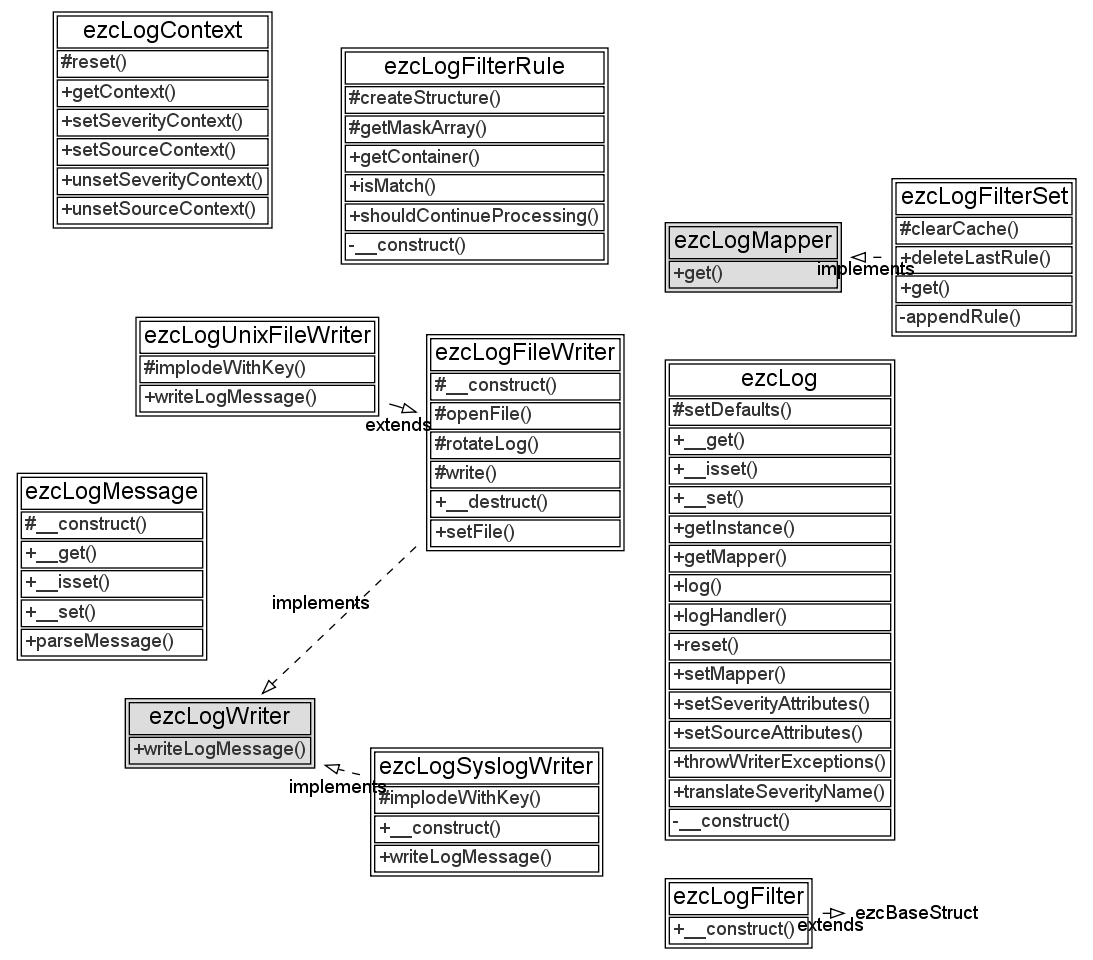 ezcLogContext
#reset()
+getContext()
+setSeverityContext()
+setSourceContext()
+unsetSeverityContext()
+unsetSourceContext()
ezcLogFilterRule
#createStructure()
#getMaskArray()
+getContainer()
+isMatch()
+shouldContinueProcessing()
-__construct()
ezcLogMapper
+get()
implements
ezcLogFilterSet
#clearCache()
+deleteLastRule()
+get()
-appendRule()
ezcLogUnixFileWriter
#implodeWithKey()
+writeLogMessage()
extends
ezcLogFileWriter
#__construct()
#openFile()
#rotateLog()
#write()
+__destruct()
+setFile()
ezcLog
#setDefaults()
+__get()
+__isset()
+__set()
+getInstance()
+getMapper()
+log()
+logHandler()
+reset()
+setMapper()
+setSeverityAttributes()
+setSourceAttributes()
+throwWriterExceptions()
+translateSeverityName()
-__construct()
ezcLogMessage
#__construct()
+__get()
+__isset()
+__set()
+parseMessage()
implements
ezcLogWriter
+writeLogMessage()
implements
ezcLogSyslogWriter
#implodeWithKey()
+__construct()
+writeLogMessage()
ezcLogFilter
+__construct()
extends
ezcBaseStruct